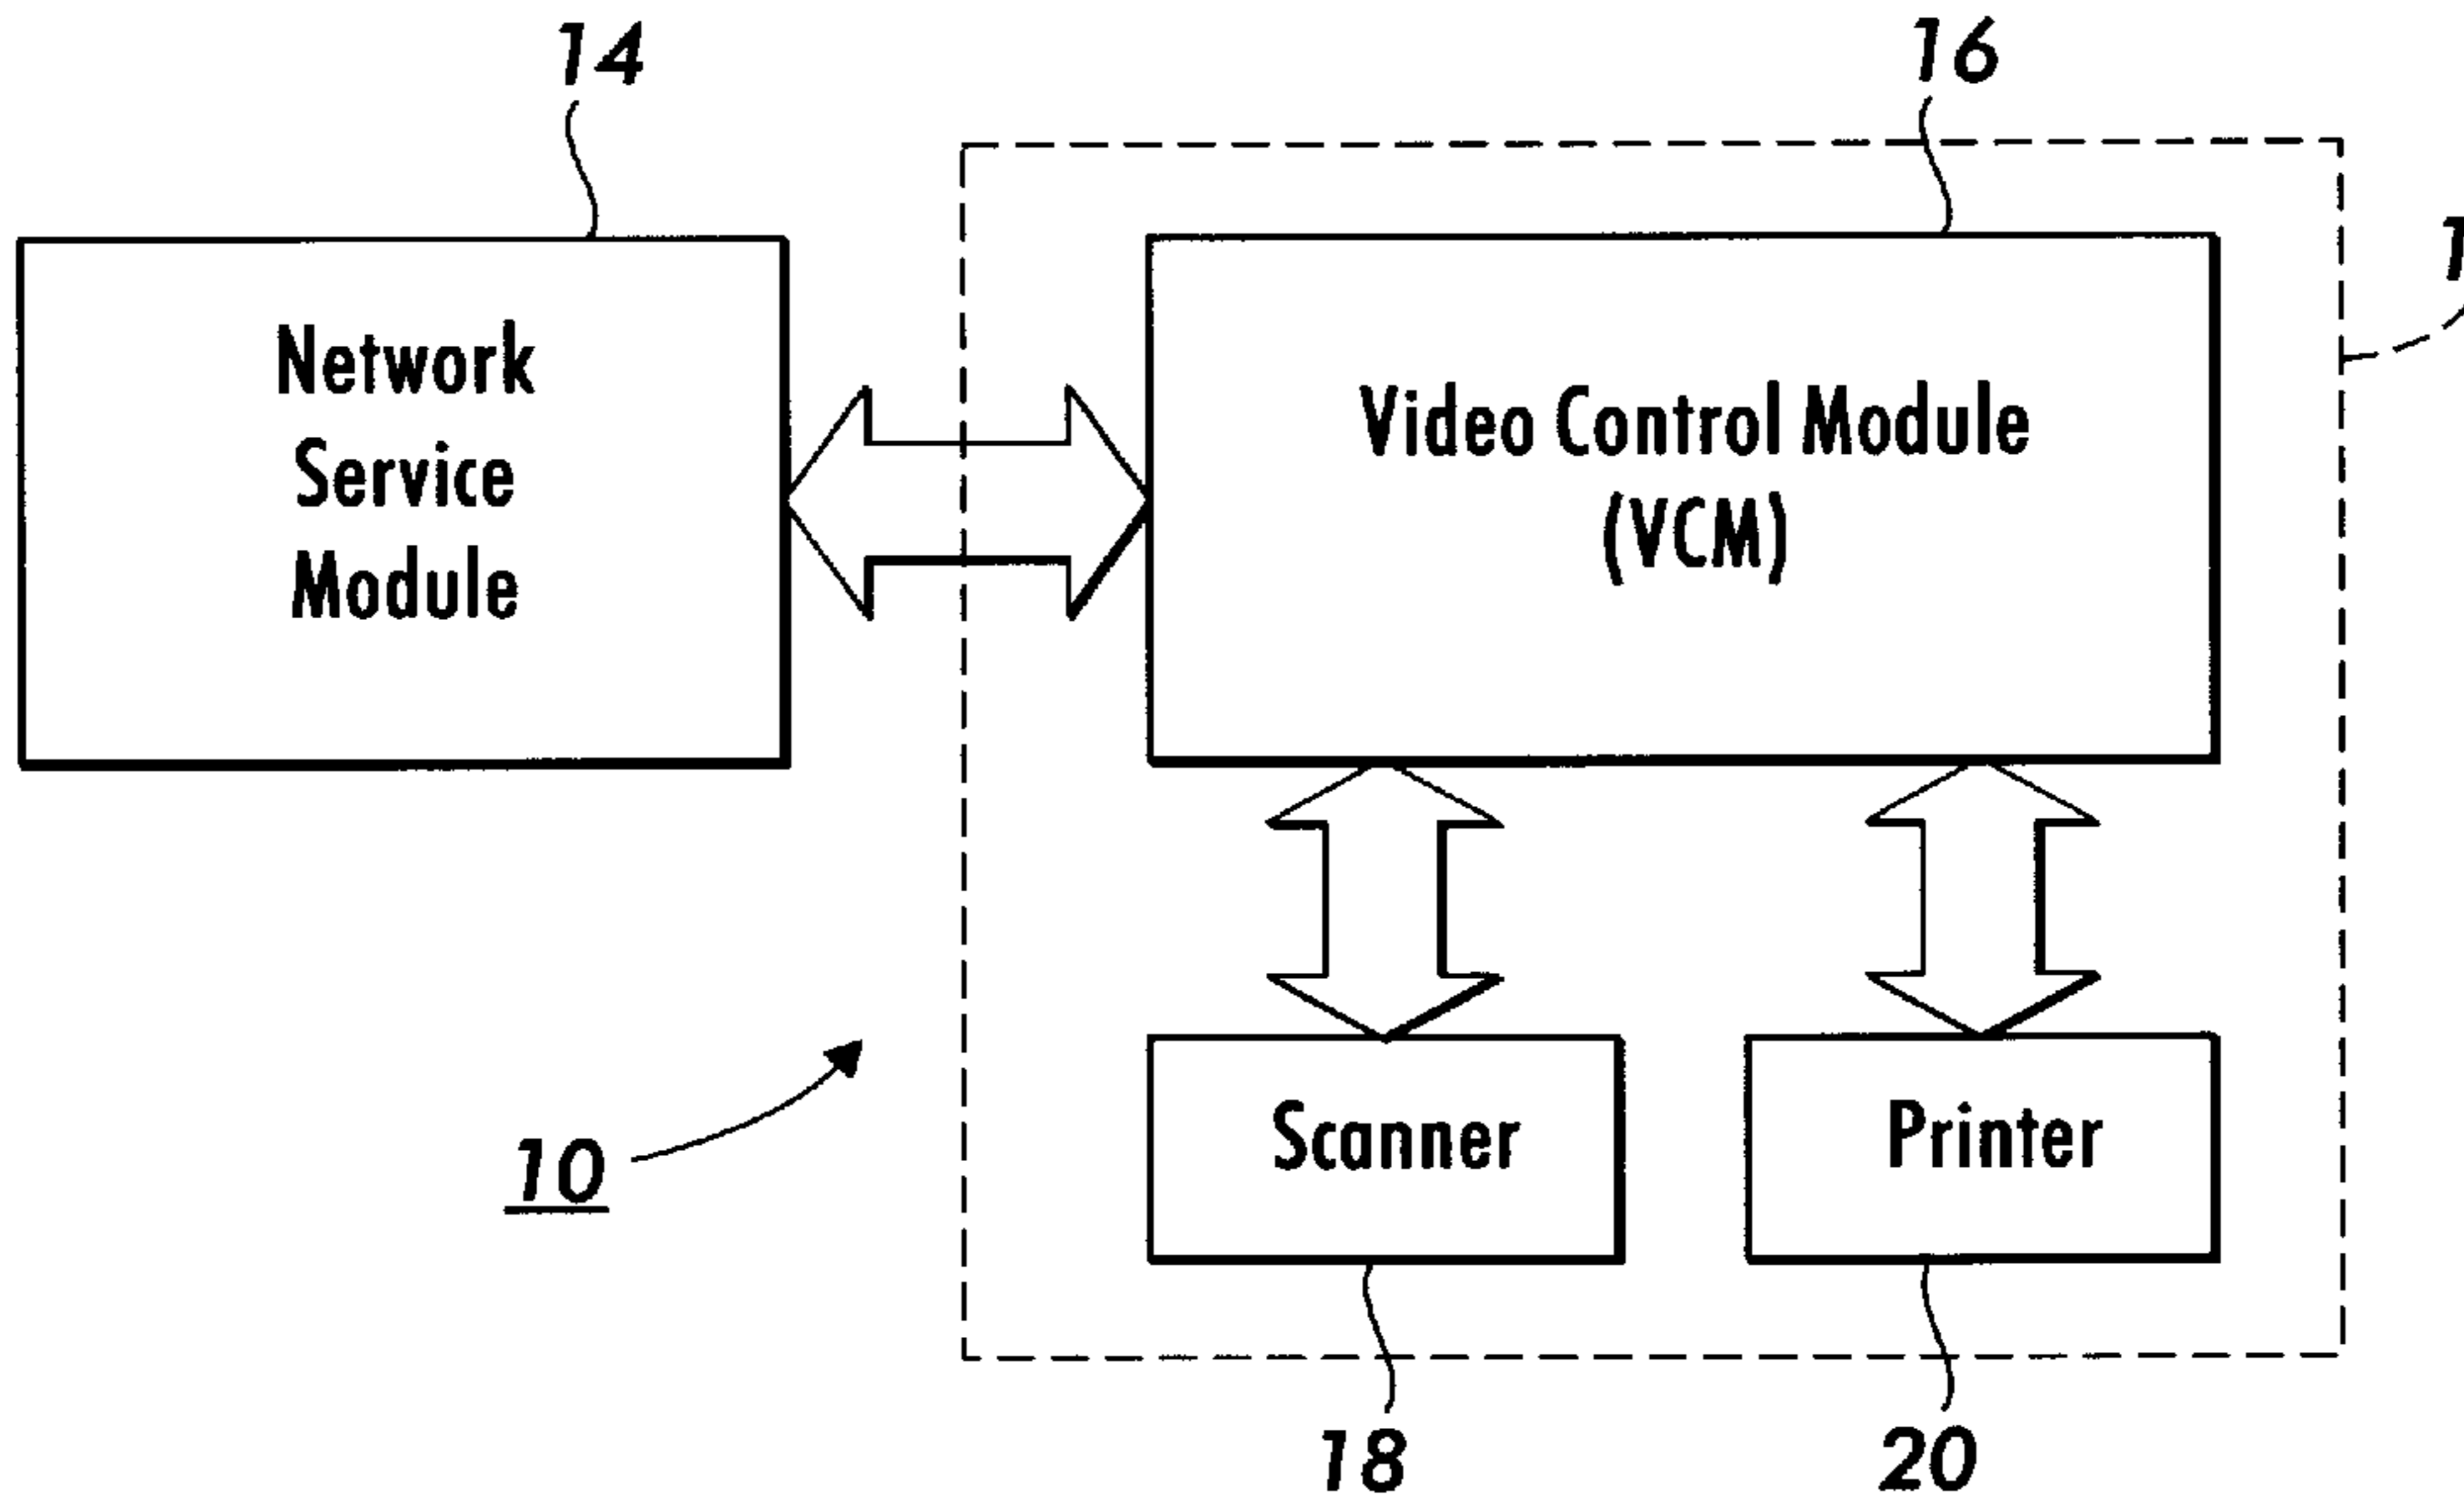 14
16
Network
Service
Module
Video Control Module
(VCM)
Scanner
Printer
10
18
20